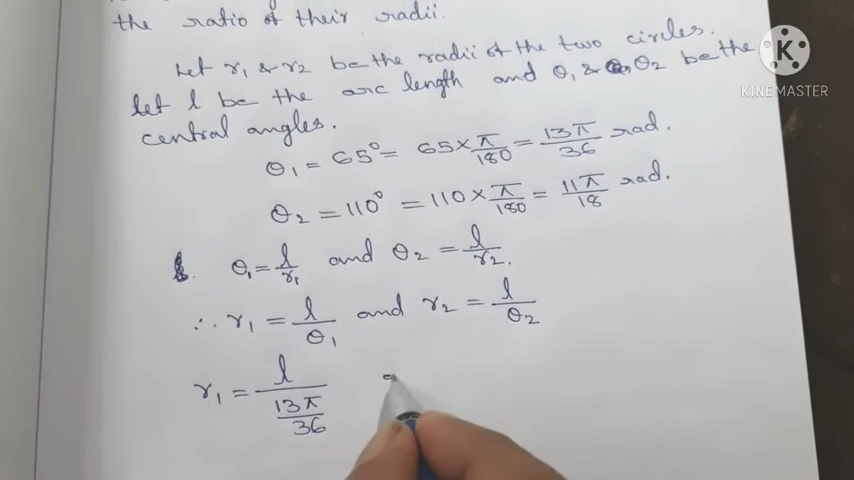 the ratio of their radii.
Let r₁ & r₂ be the radii of the two circles.
let l be the arc length and θ₁ & θ₂ be the
central angles.
θ₁ = 65° = 65 × π/180 = 13π/36 rad.
θ₂ = 110° = 110 × π/180 = 11π/18 rad.
θ₁ = l/r₁ and θ₂ = l/r₂.
∴ r₁ = l/θ₁ and r₂ = l/θ₂
r₁ = l/(13π/36)
KINEMASTER